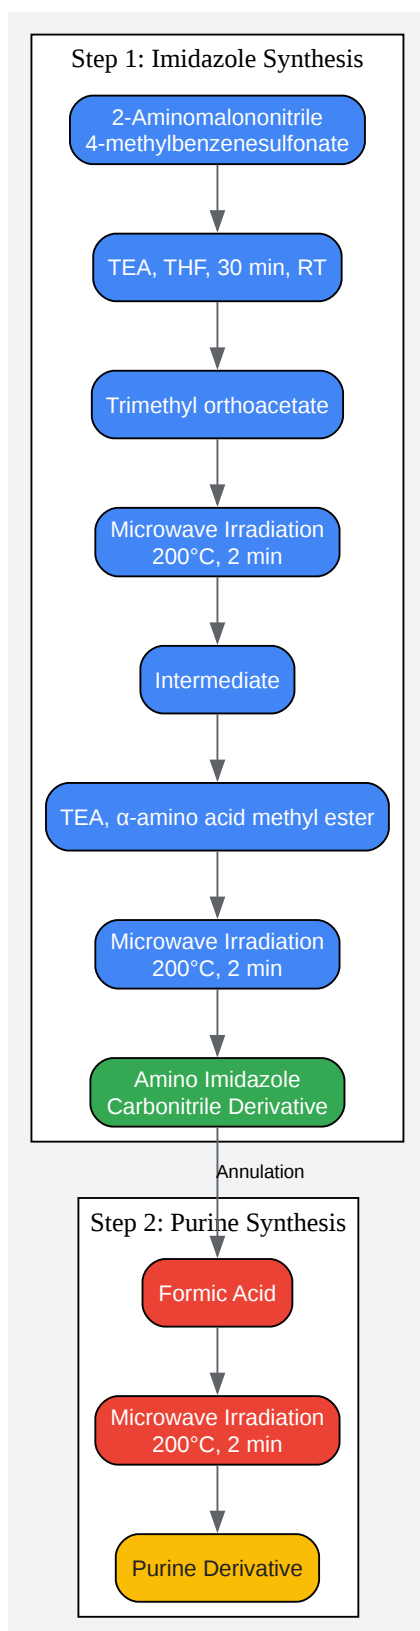 Step 1: Imidazole Synthesis
2-Aminomalononitrile
4-methylbenzenesulfonate
TEA, THF, 30 min, RT
Trimethyl orthoacetate
Microwave Irradiation
200°C, 2 min
Intermediate
TEA, α-amino acid methyl ester
Microwave Irradiation
200°C, 2 min
Amino Imidazole
Carbonitrile Derivative
Annulation
Step 2: Purine Synthesis
Formic Acid
Microwave Irradiation
200°C, 2 min
Purine Derivative